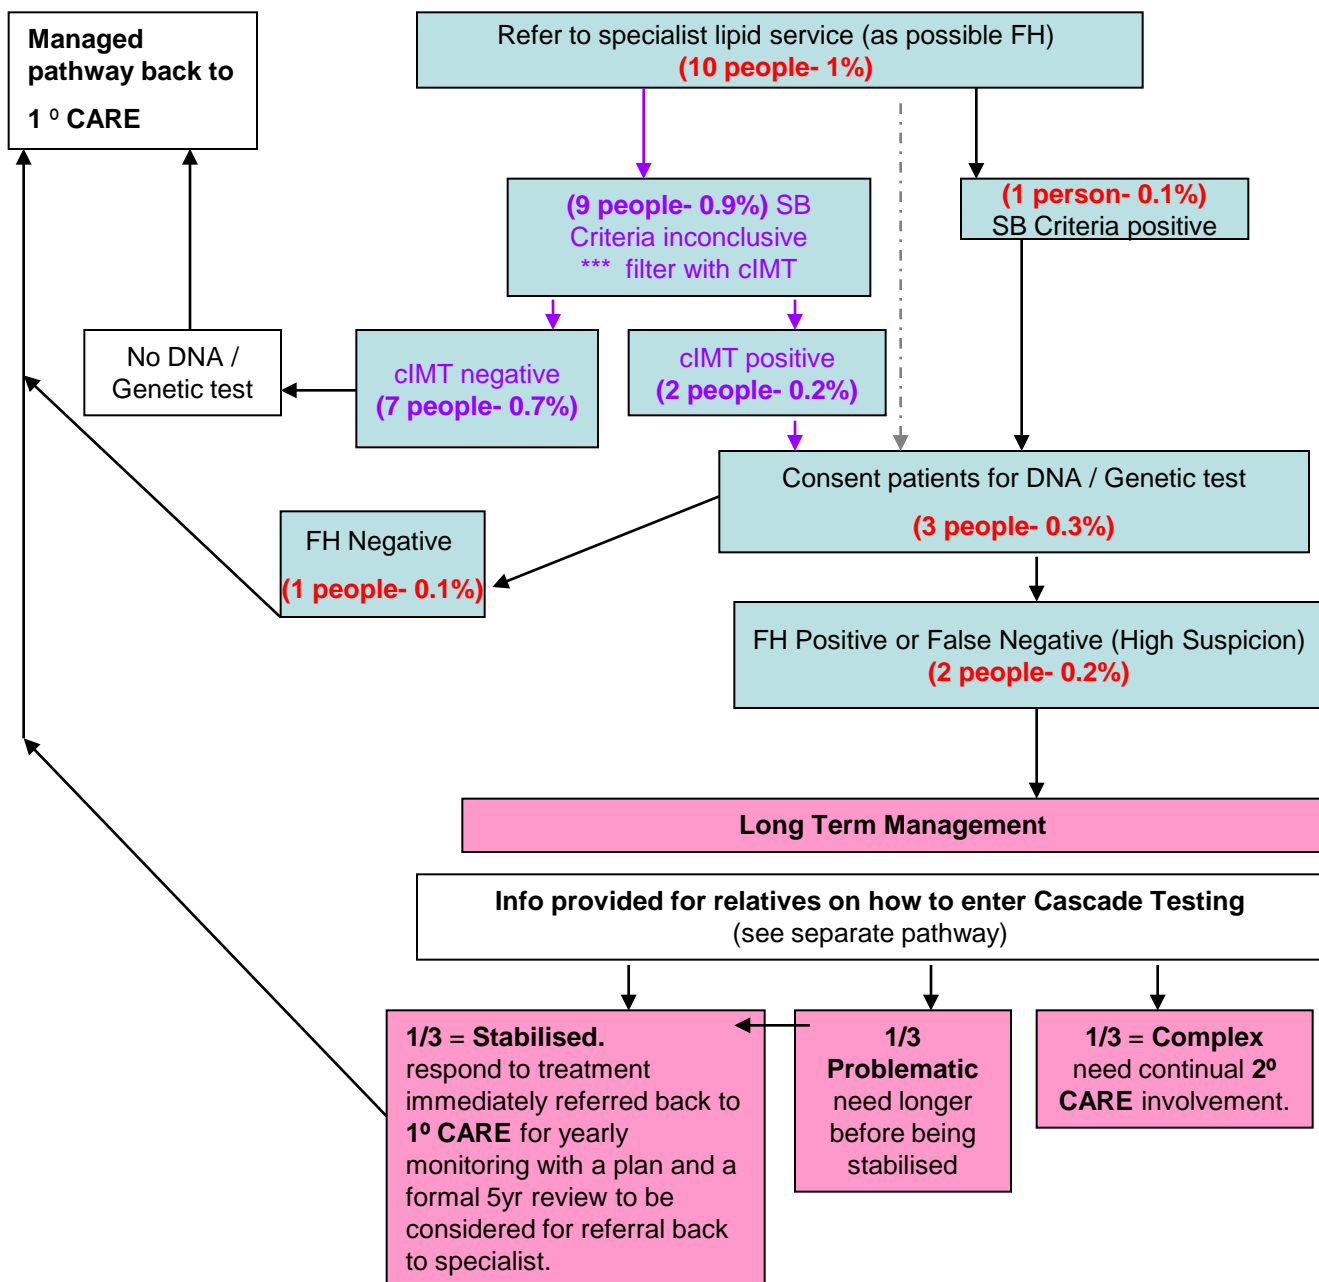 Managed
pathway back to
1 º CARE
Refer to specialist lipid service (as possible FH)
(10 people- 1%)
(9 people- 0.9%) SB
Criteria inconclusive
*** filter with cIMT
(1 person- 0.1%)
SB Criteria positive
No DNA /
Genetic test
cIMT negative
(7 people- 0.7%)
cIMT positive
(2 people- 0.2%)
Consent patients for DNA / Genetic test
(3 people- 0.3%)
FH Negative
(1 people- 0.1%)
FH Positive or False Negative (High Suspicion)
(2 people- 0.2%)
Long Term Management
Info provided for relatives on how to enter Cascade Testing
(see separate pathway)
1/3 = Stabilised.
respond to treatment
immediately referred back to
1º CARE for yearly
monitoring with a plan and a
formal 5yr review to be
considered for referral back
to specialist.
1/3
Problematic
need longer
before being
stabilised
1/3 = Complex
need continual 2º
CARE involvement.